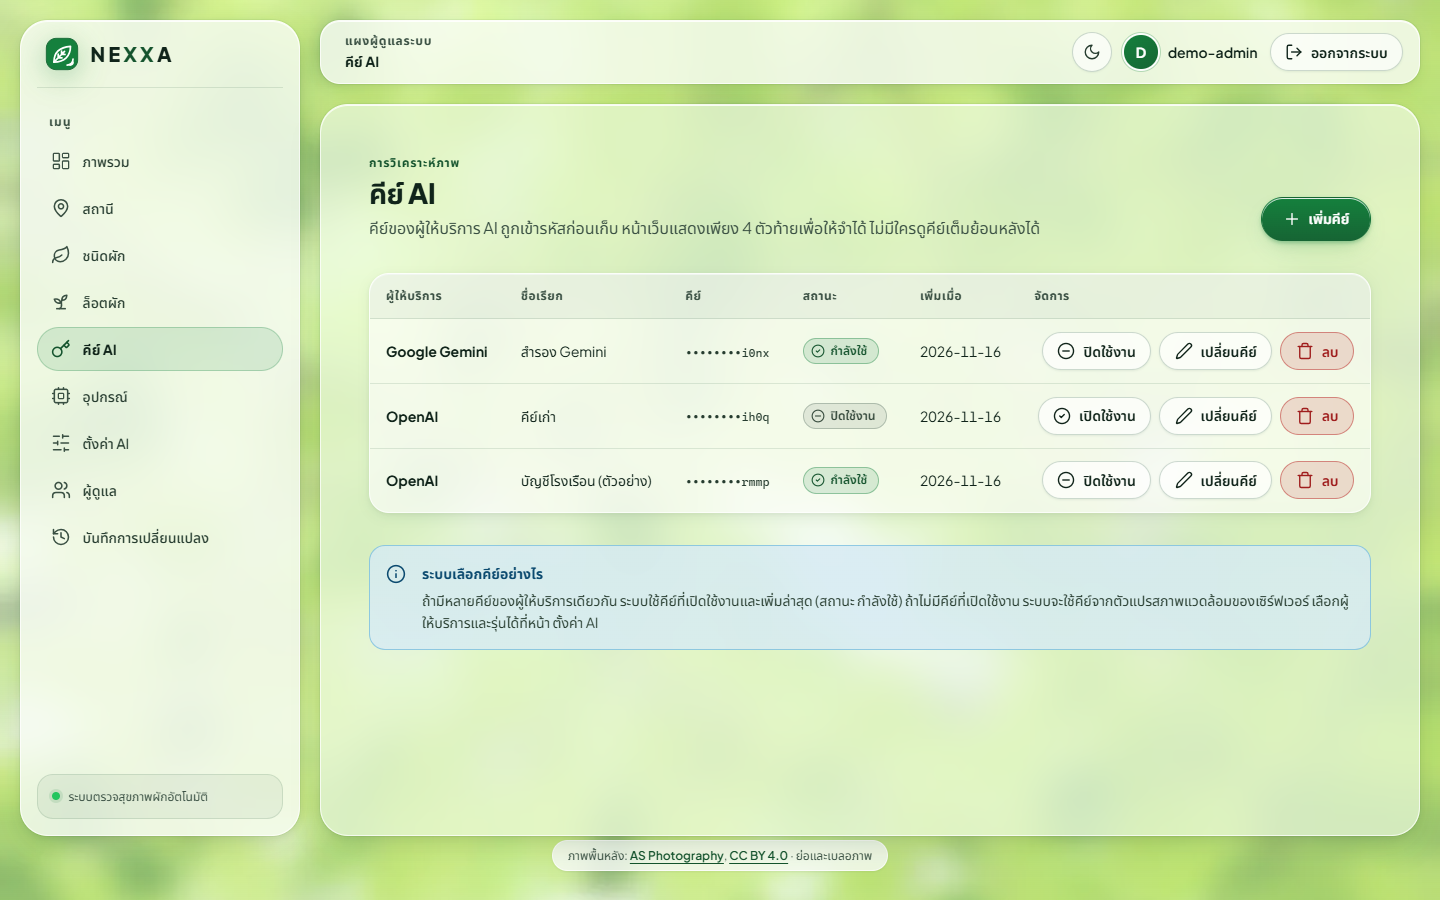 NEXXA
เมนู
ภาพรวม
สถานี
ชนิดผัก
ล็อตผัก
คีย์ AI
อุปกรณ์
ตั้งค่า AI
ผู้ดูแล
บันทึกการเปลี่ยนแปลง
ระบบตรวจสุขภาพผักอัตโนมัติ
แผงผู้ดูแลระบบ
คีย์ AI
D demo-admin ออกจากระบบ
การวิเคราะห์ภาพ
คีย์ AI
คีย์ของผู้ให้บริการ AI ถูกเข้ารหัสก่อนเก็บ หน้าเว็บแสดงเพียง 4 ตัวท้ายเพื่อให้จำได้ ไม่มีใครดูคีย์เต็มย้อนหลังได้
เพิ่มคีย์
ผู้ให้บริการ ชื่อเรียก คีย์ สถานะ เพิ่มเมื่อ จัดการ
Google Gemini สำรอง Gemini ••••••••i0nx กำลังใช้ 2026-11-16 ปิดใช้งาน เปลี่ยนคีย์ ลบ
OpenAI คีย์เก่า ••••••••ih0q ปิดใช้งาน 2026-11-16 เปิดใช้งาน เปลี่ยนคีย์ ลบ
OpenAI บัญชีโรงเรือน (ตัวอย่าง) ••••••••rmmp กำลังใช้ 2026-11-16 ปิดใช้งาน เปลี่ยนคีย์ ลบ
ระบบเลือกคีย์อย่างไร
ถ้ามีหลายคีย์ของผู้ให้บริการเดียวกัน ระบบใช้คีย์ที่เปิดใช้งานและเพิ่มล่าสุด (สถานะ กำลังใช้) ถ้าไม่มีคีย์ที่เปิดใช้งาน ระบบจะใช้คีย์จากตัวแปรสภาพแวดล้อมของเซิร์ฟเวอร์ เลือกผู้
ให้บริการและรุ่นได้ที่หน้า ตั้งค่า AI
ภาพพื้นหลัง: AS Photography, CC BY 4.0 · ย่อและเบลอภาพ